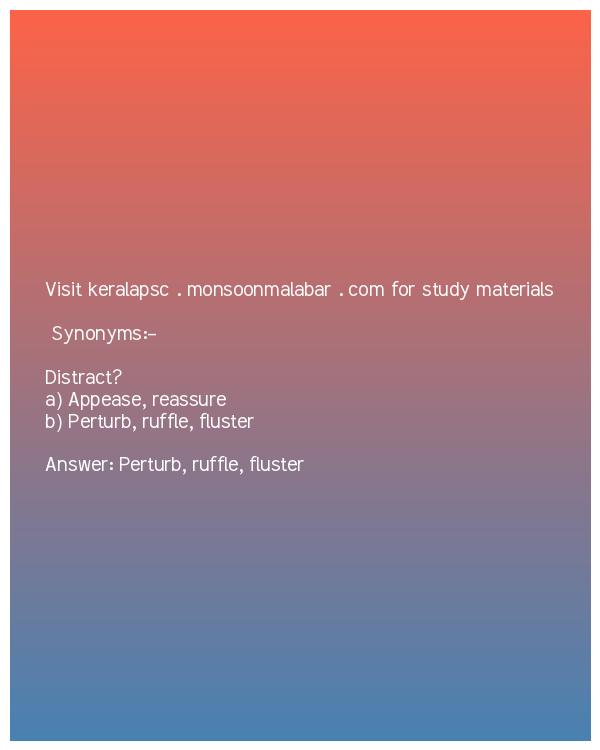 Visit keralapsc . monsoonmalabar . com for study materials
Synonyms:-
Distract?
a) Appease, reassure
b) Perturb, ruffle, fluster
Answer: Perturb, ruffle, fluster